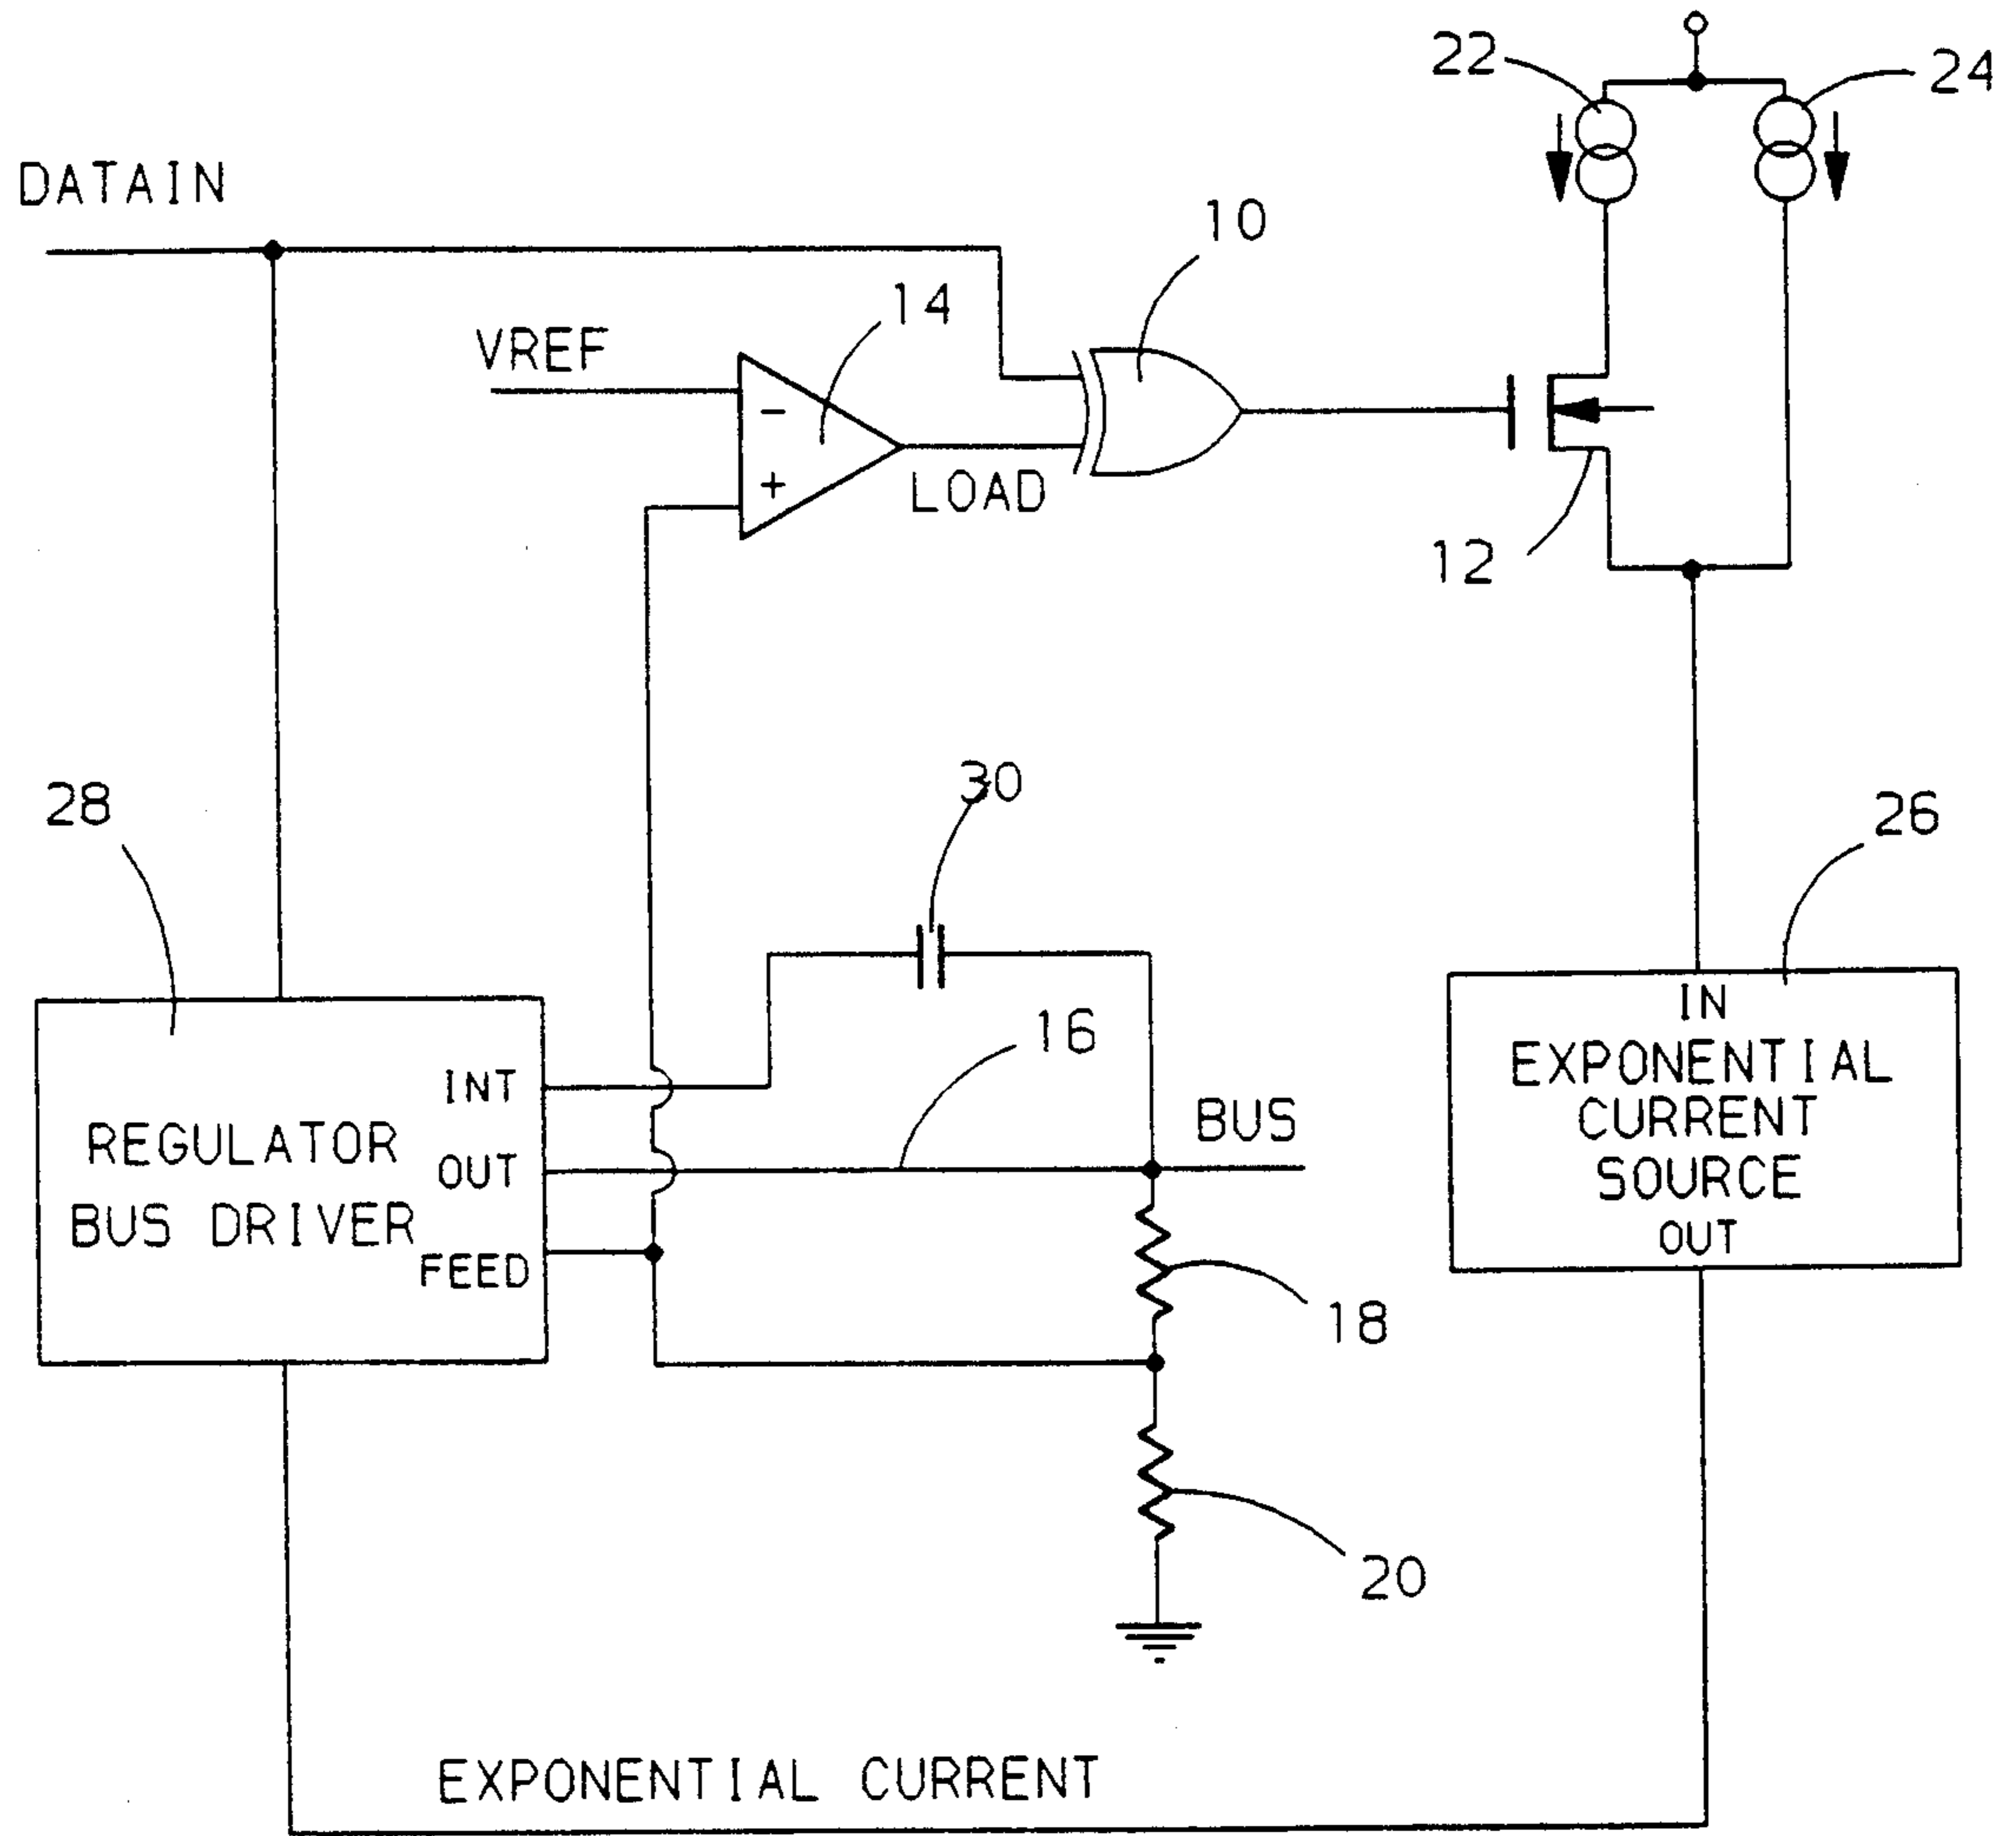 22
24
DATAIN
10
14
VREF
-
+
LOAD
12
30
28
26
IN
EXPONENTIAL
CURRENT
SOURCE
OUT
16
INT
BUS
REGULATOR
OUT
BUS DRIVER
FEED
18
20
EXPONENTIAL CURRENT